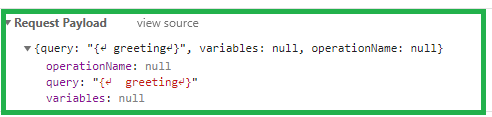 ▼ Request Payload view source
▼ {query: "{↵ greeting↵}", variables: null, operationName: null}
operationName: null
query: "{↵  greeting↵}"
variables: null